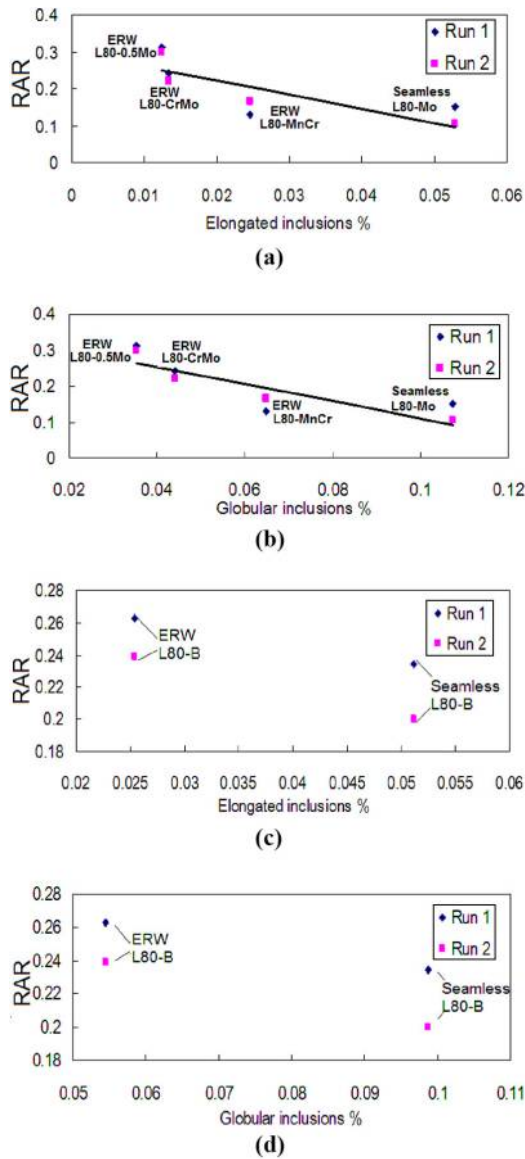 0.4
0.3
0.2
0.1
0
RAR
ERW
L80-0.5Mo
ERW
L80-CrMo
ERW
L80-MnCr
Seamless
L80-Mo
Run 1
Run 2
0 0.01 0.02 0.03 0.04 0.05 0.06
Elongated inclusions %
(a)
0.4
0.3
0.2
0.1
0
RAR
ERW
L80-0.5Mo
ERW
L80-CrMo
ERW
L80-MnCr
Seamless
L80-Mo
Run 1
Run 2
0.02 0.04 0.06 0.08 0.1 0.12
Globular inclusions %
(b)
0.28
0.26
0.24
0.22
0.2
0.18
RAR
ERW
L80-B
Seamless
L80-B
Run 1
Run 2
0.02 0.025 0.03 0.035 0.04 0.045 0.05 0.055 0.06
Elongated inclusions %
(c)
0.28
0.26
0.24
0.22
0.2
0.18
RAR
ERW
L80-B
Seamless
L80-B
Run 1
Run 2
0.05 0.06 0.07 0.08 0.09 0.1 0.11
Globular inclusions %
(d)